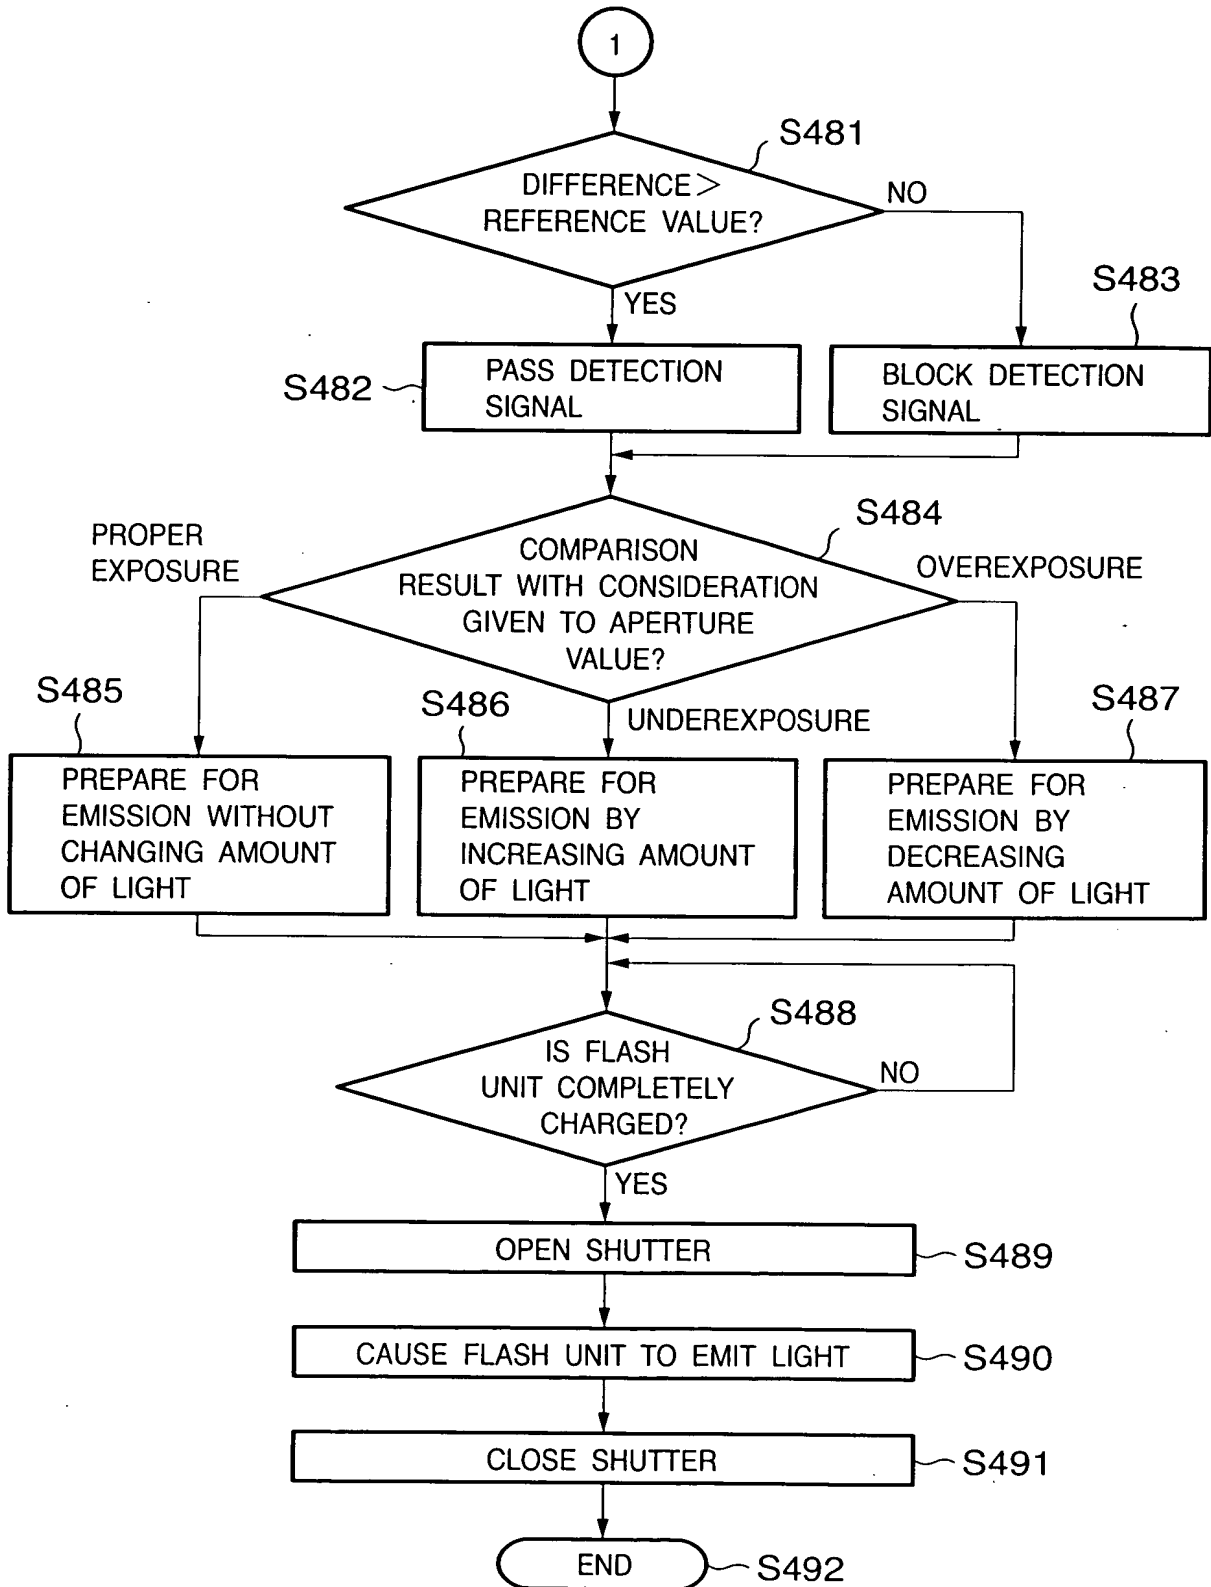 1
S481
DIFFERENCE >
REFERENCE VALUE?
NO
YES
S483
S482
PASS DETECTION
SIGNAL
BLOCK DETECTION
SIGNAL
S484
PROPER
EXPOSURE
COMPARISON
RESULT WITH CONSIDERATION
GIVEN TO APERTURE
VALUE?
OVEREXPOSURE
UNDEREXPOSURE
S485
PREPARE FOR
EMISSION WITHOUT
CHANGING AMOUNT
OF LIGHT
S486
PREPARE FOR
EMISSION BY
INCREASING AMOUNT
OF LIGHT
S487
PREPARE FOR
EMISSION BY
DECREASING
AMOUNT OF LIGHT
S488
IS FLASH
UNIT COMPLETELY
CHARGED?
NO
YES
OPEN SHUTTER
S489
CAUSE FLASH UNIT TO EMIT LIGHT
S490
CLOSE SHUTTER
S491
END
S492